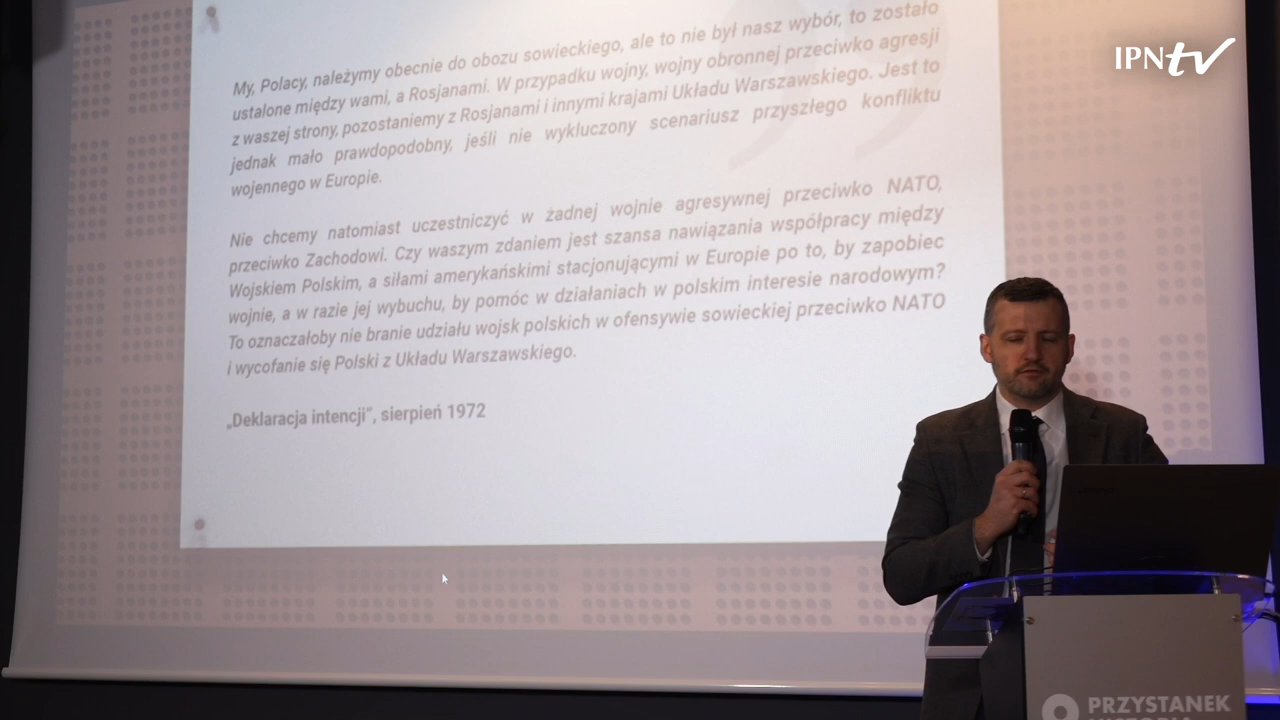 My, Polacy, należymy obecnie do obozu sowieckiego, ale to nie był nasz wybór, to zostało
ustalone między wami, a Rosjanami. W przypadku wojny, wojny obronnej przeciwko agresji
z waszej strony, pozostaniemy z Rosjanami i innymi krajami Układu Warszawskiego. Jest to
jednak mało prawdopodobny, jeśli nie wykluczony scenariusz przyszłego konfliktu
wojennego w Europie.
Nie chcemy natomiast uczestniczyć w żadnej wojnie agresywnej przeciwko NATO,
przeciwko Zachodowi. Czy waszym zdaniem jest szansa nawiązania współpracy między
Wojskiem Polskim, a siłami amerykańskimi stacjonującymi w Europie po to, by zapobiec
wojnie, a w razie jej wybuchu, by pomóc w działaniach w polskim interesie narodowym?
To oznaczałoby nie branie udziału wojsk polskich w ofensywie sowieckiej przeciwko NATO
i wycofanie się Polski z Układu Warszawskiego.
„Deklaracja intencji”, sierpień 1972
IPNtv
PRZYSTANEK